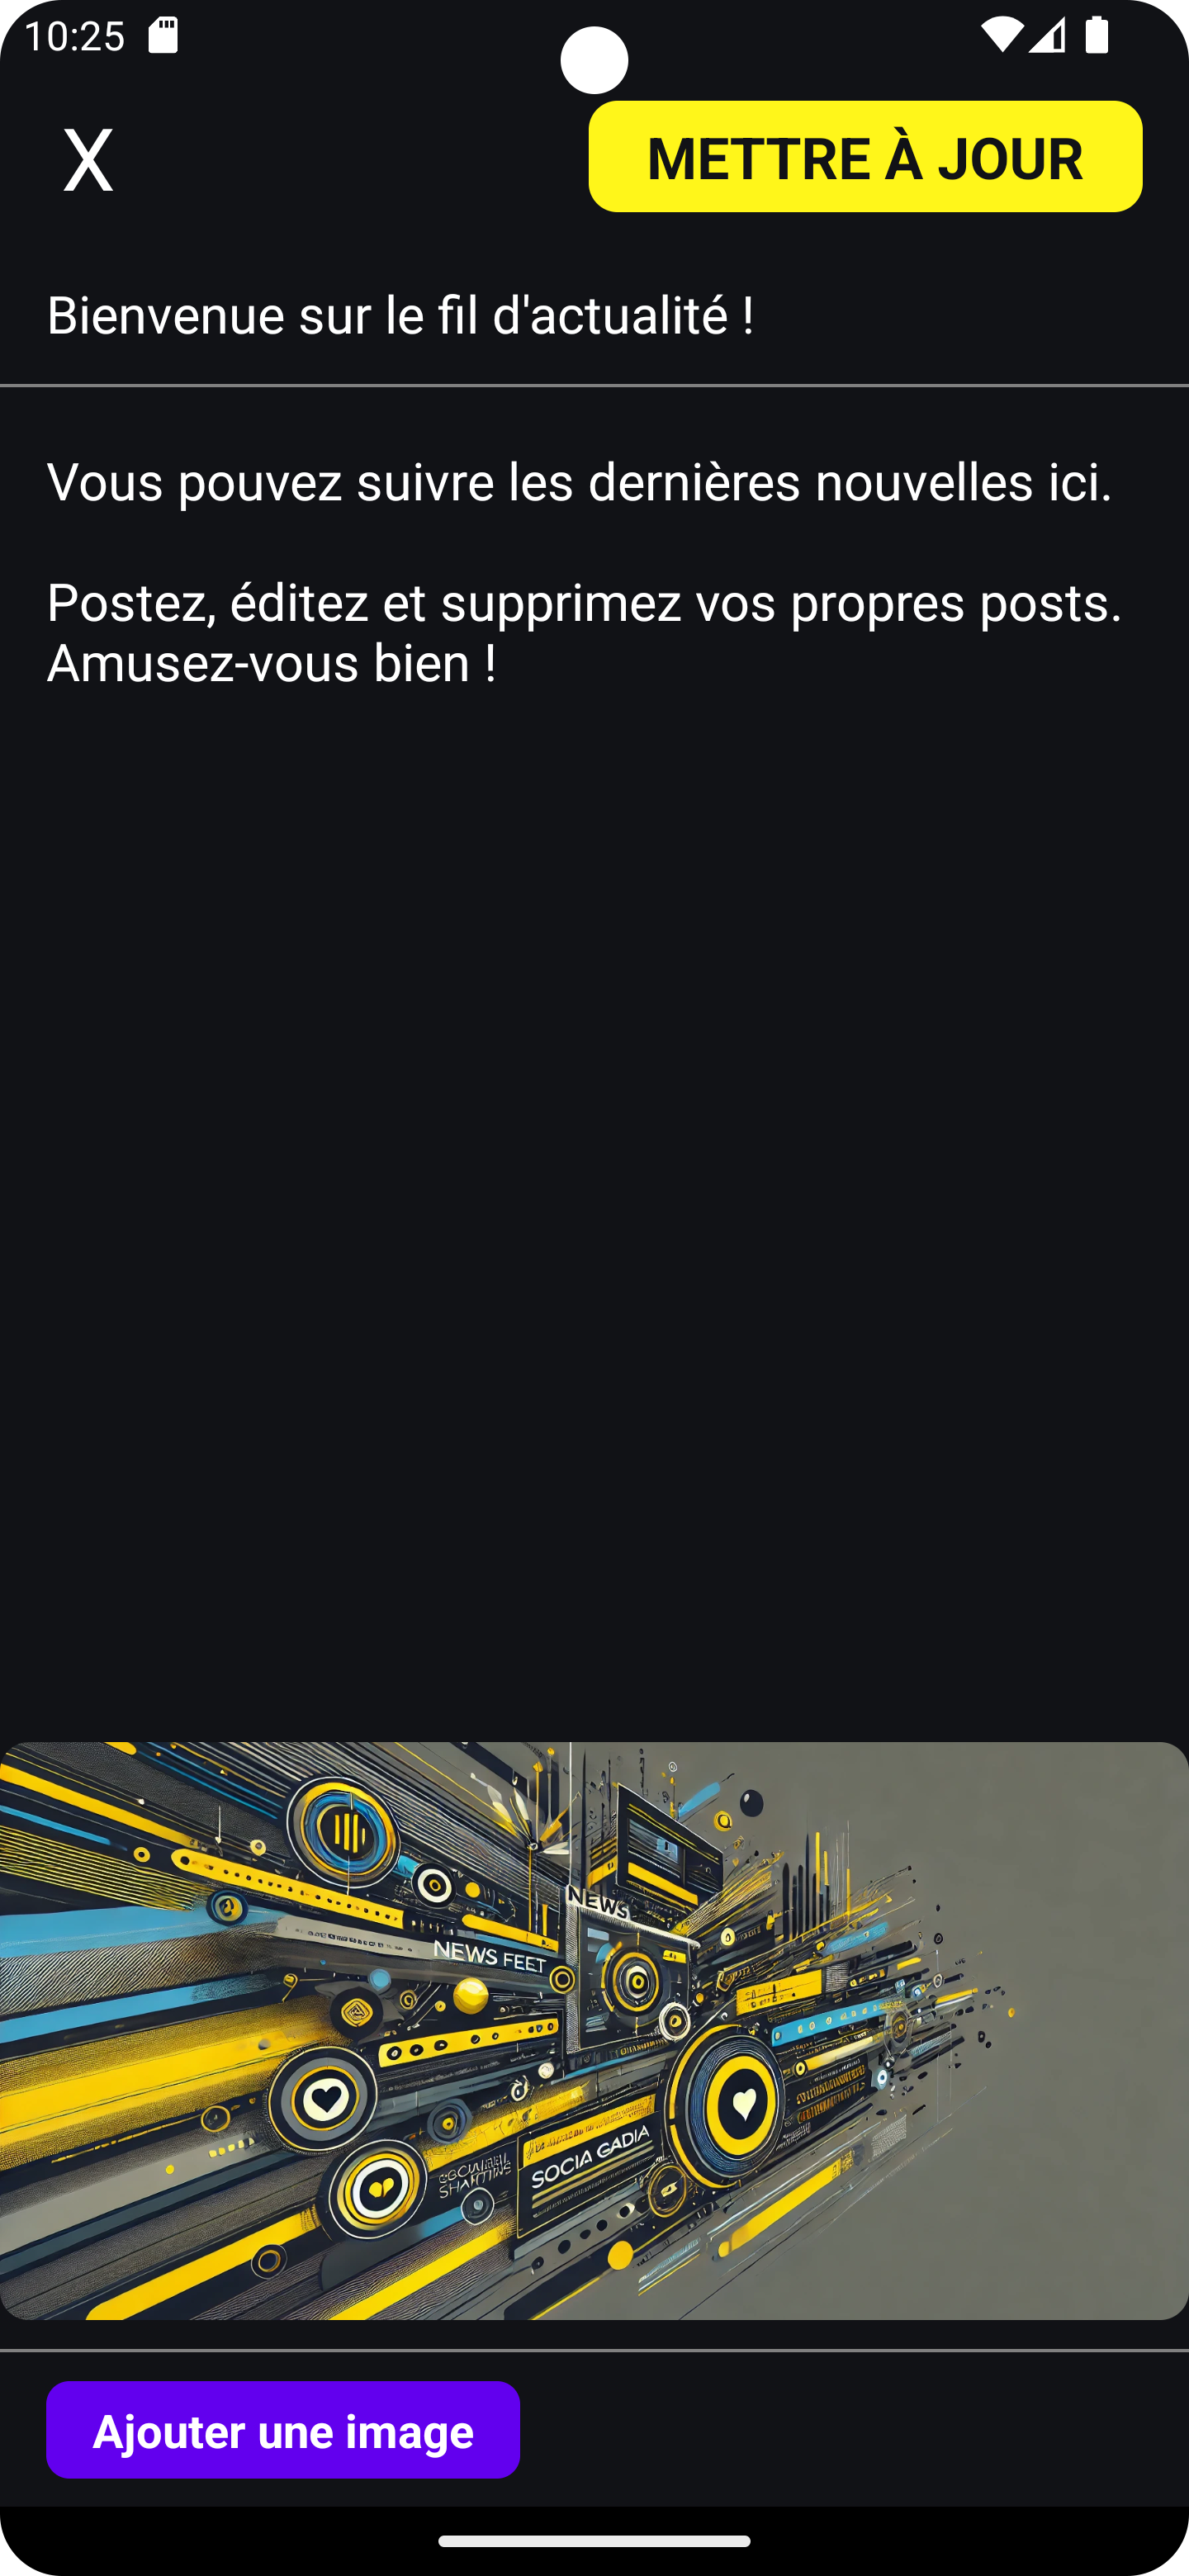 10:25
X
METTRE À JOUR
Bienvenue sur le fil d'actualité !
Vous pouvez suivre les dernières nouvelles ici.
Postez, éditez et supprimez vos propres posts.
Amusez-vous bien !
NEWS
NEWS FEET
SOCIA GADIA
Ajouter une image